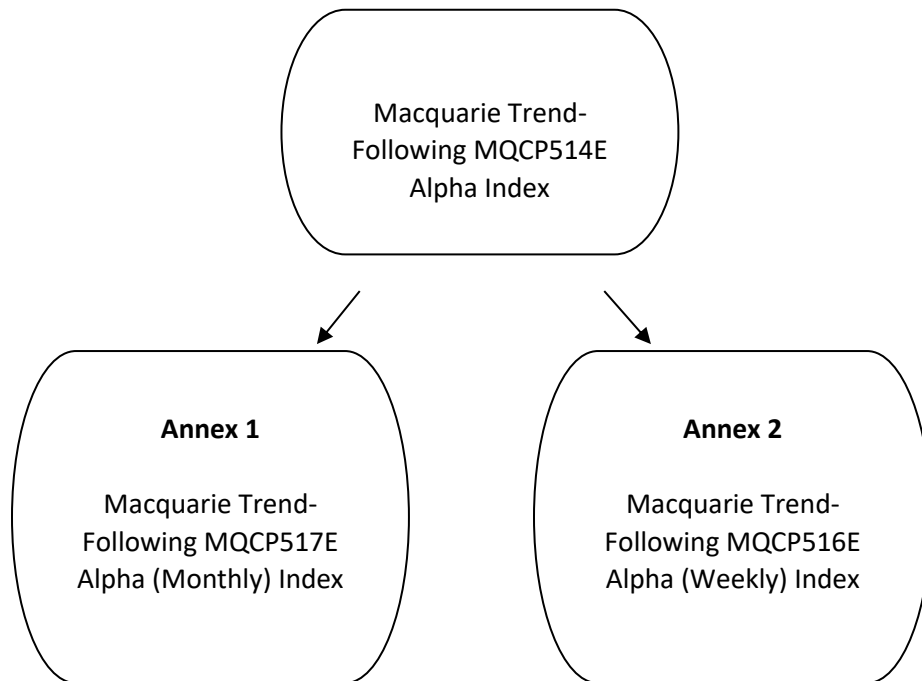 Macquarie Trend-
Following MQCP514E
Alpha Index
Annex 1
Macquarie Trend-
Following MQCP517E
Alpha (Monthly) Index
Annex 2
Macquarie Trend-
Following MQCP516E
Alpha (Weekly) Index